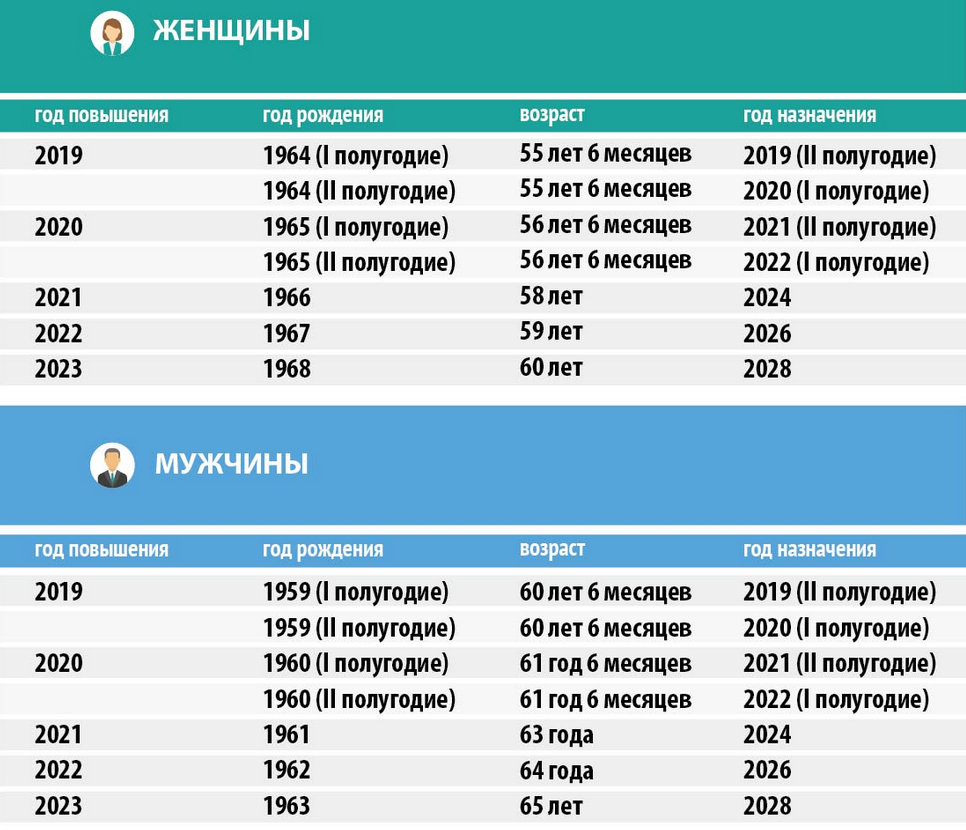 ЖЕНЩИНЫ
год повышения год рождения возраст год назначения
2019 1964 (I полугодие) 55 лет 6 месяцев 2019 (II полугодие)
1964 (II полугодие) 55 лет 6 месяцев 2020 (I полугодие)
2020 1965 (I полугодие) 56 лет 6 месяцев 2021 (II полугодие)
1965 (II полугодие) 56 лет 6 месяцев 2022 (I полугодие)
2021 1966 58 лет 2024
2022 1967 59 лет 2026
2023 1968 60 лет 2028
МУЖЧИНЫ
год повышения год рождения возраст год назначения
2019 1959 (I полугодие) 60 лет 6 месяцев 2019 (II полугодие)
1959 (II полугодие) 60 лет 6 месяцев 2020 (I полугодие)
2020 1960 (I полугодие) 61 год 6 месяцев 2021 (II полугодие)
1960 (II полугодие) 61 год 6 месяцев 2022 (I полугодие)
2021 1961 63 года 2024
2022 1962 64 года 2026
2023 1963 65 лет 2028